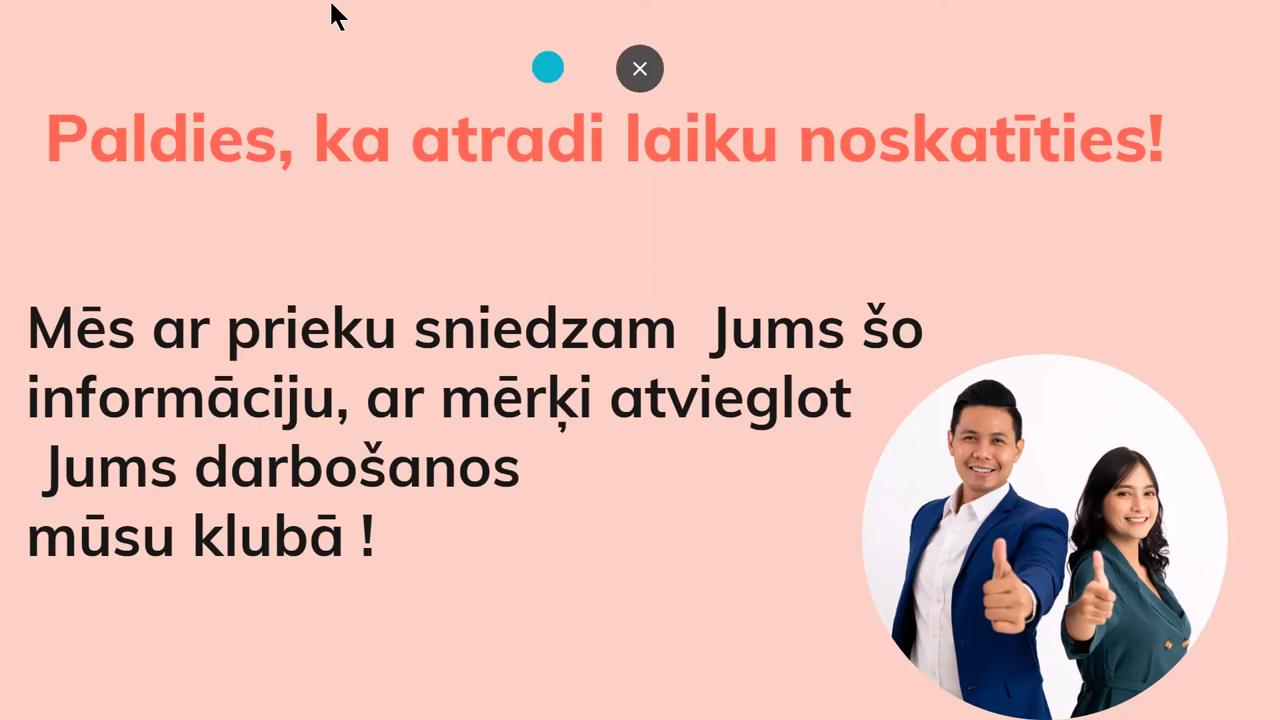 Paldies, ka atradi laiku noskatīties!
Mēs ar prieku sniedzam  Jums šo
informāciju, ar mērķi atvieglot
Jums darbošanos
mūsu klubā !